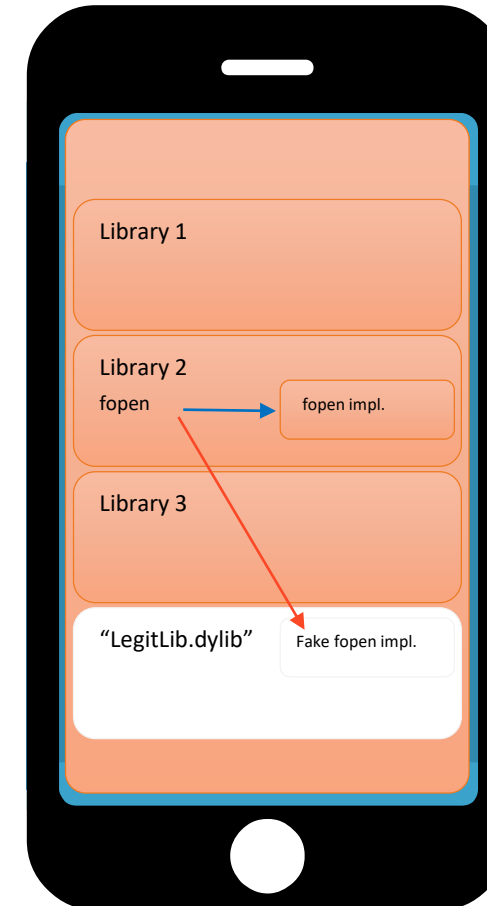 Library 1
Library 2
fopen
fopen impl.
Library 3
“LegitLib.dylib”
Fake fopen impl.